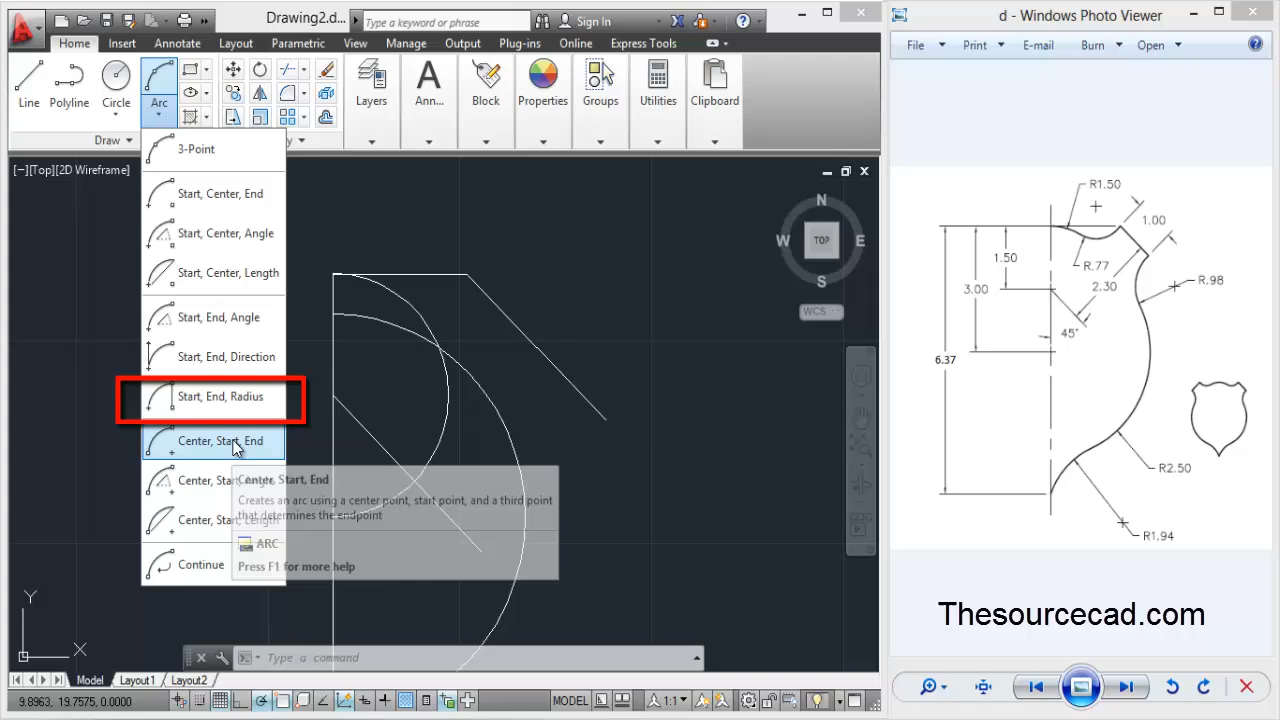 Drawing2.d...
Type a keyword or phrase
Sign In
Home
Insert
Annotate
Layout
Parametric
View
Manage
Output
Plug-ins
Online
Express Tools
Line
Polyline
Circle
Arc
Layers
Ann...
Block
Properties
Groups
Utilities
Clipboard
Draw
[−][Top][2D Wireframe]
3-Point
Start, Center, End
Start, Center, Angle
Start, Center, Length
Start, End, Angle
Start, End, Direction
Start, End, Radius
Center, Start, End
Center, Start, Angle
Center, Start, Length
Continue
Center, Start, End
Creates an arc using a center point, start point, and a third point
that determines the endpoint
ARC
Press F1 for more help
N
W
TOP
E
S
WCS
Y
X
Type a command
Model
Layout1
Layout2
9.8963, 19.7575, 0.0000
MODEL
1:1
d - Windows Photo Viewer
File
Print
E-mail
Burn
Open
R1.50
1.00
1.50
R.77
2.30
3.00
R.98
45°
6.37
R2.50
R1.94
Thesourcecad.com